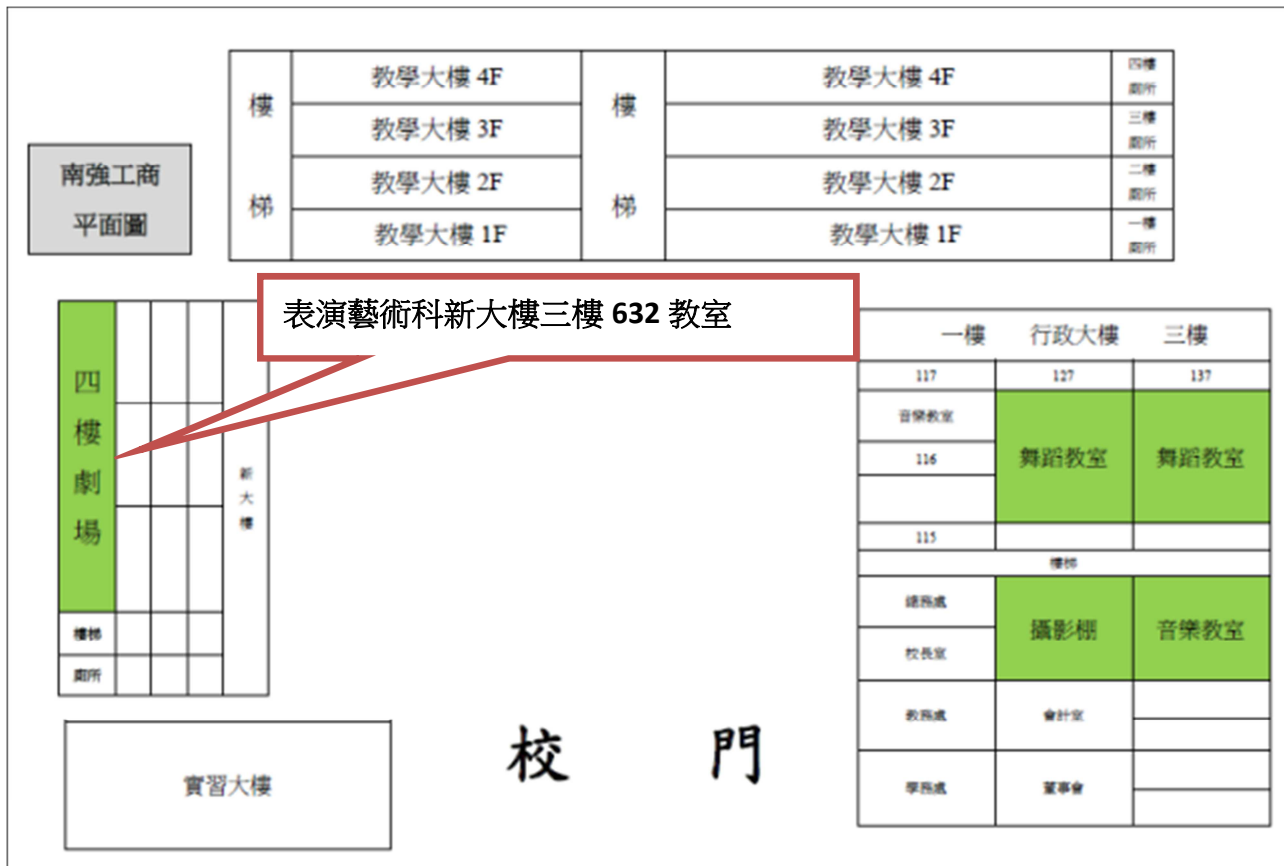 樓梯
教學大樓 4F
樓梯
教學大樓 4F
四樓
廁所
教學大樓 3F
教學大樓 3F
三樓
廁所
教學大樓 2F
教學大樓 2F
二樓
廁所
教學大樓 1F
教學大樓 1F
一樓
廁所
南強工商
平面圖
表演藝術科新大樓三樓 632 教室
四樓劇場
新大樓
樓梯
廁所
一樓 行政大樓 三樓
117 127 137
音樂教室
116
舞蹈教室 舞蹈教室
115
樓梯
總務處
校長室
攝影棚 音樂教室
教務處 會計室
學務處 董事會
實習大樓
校 門